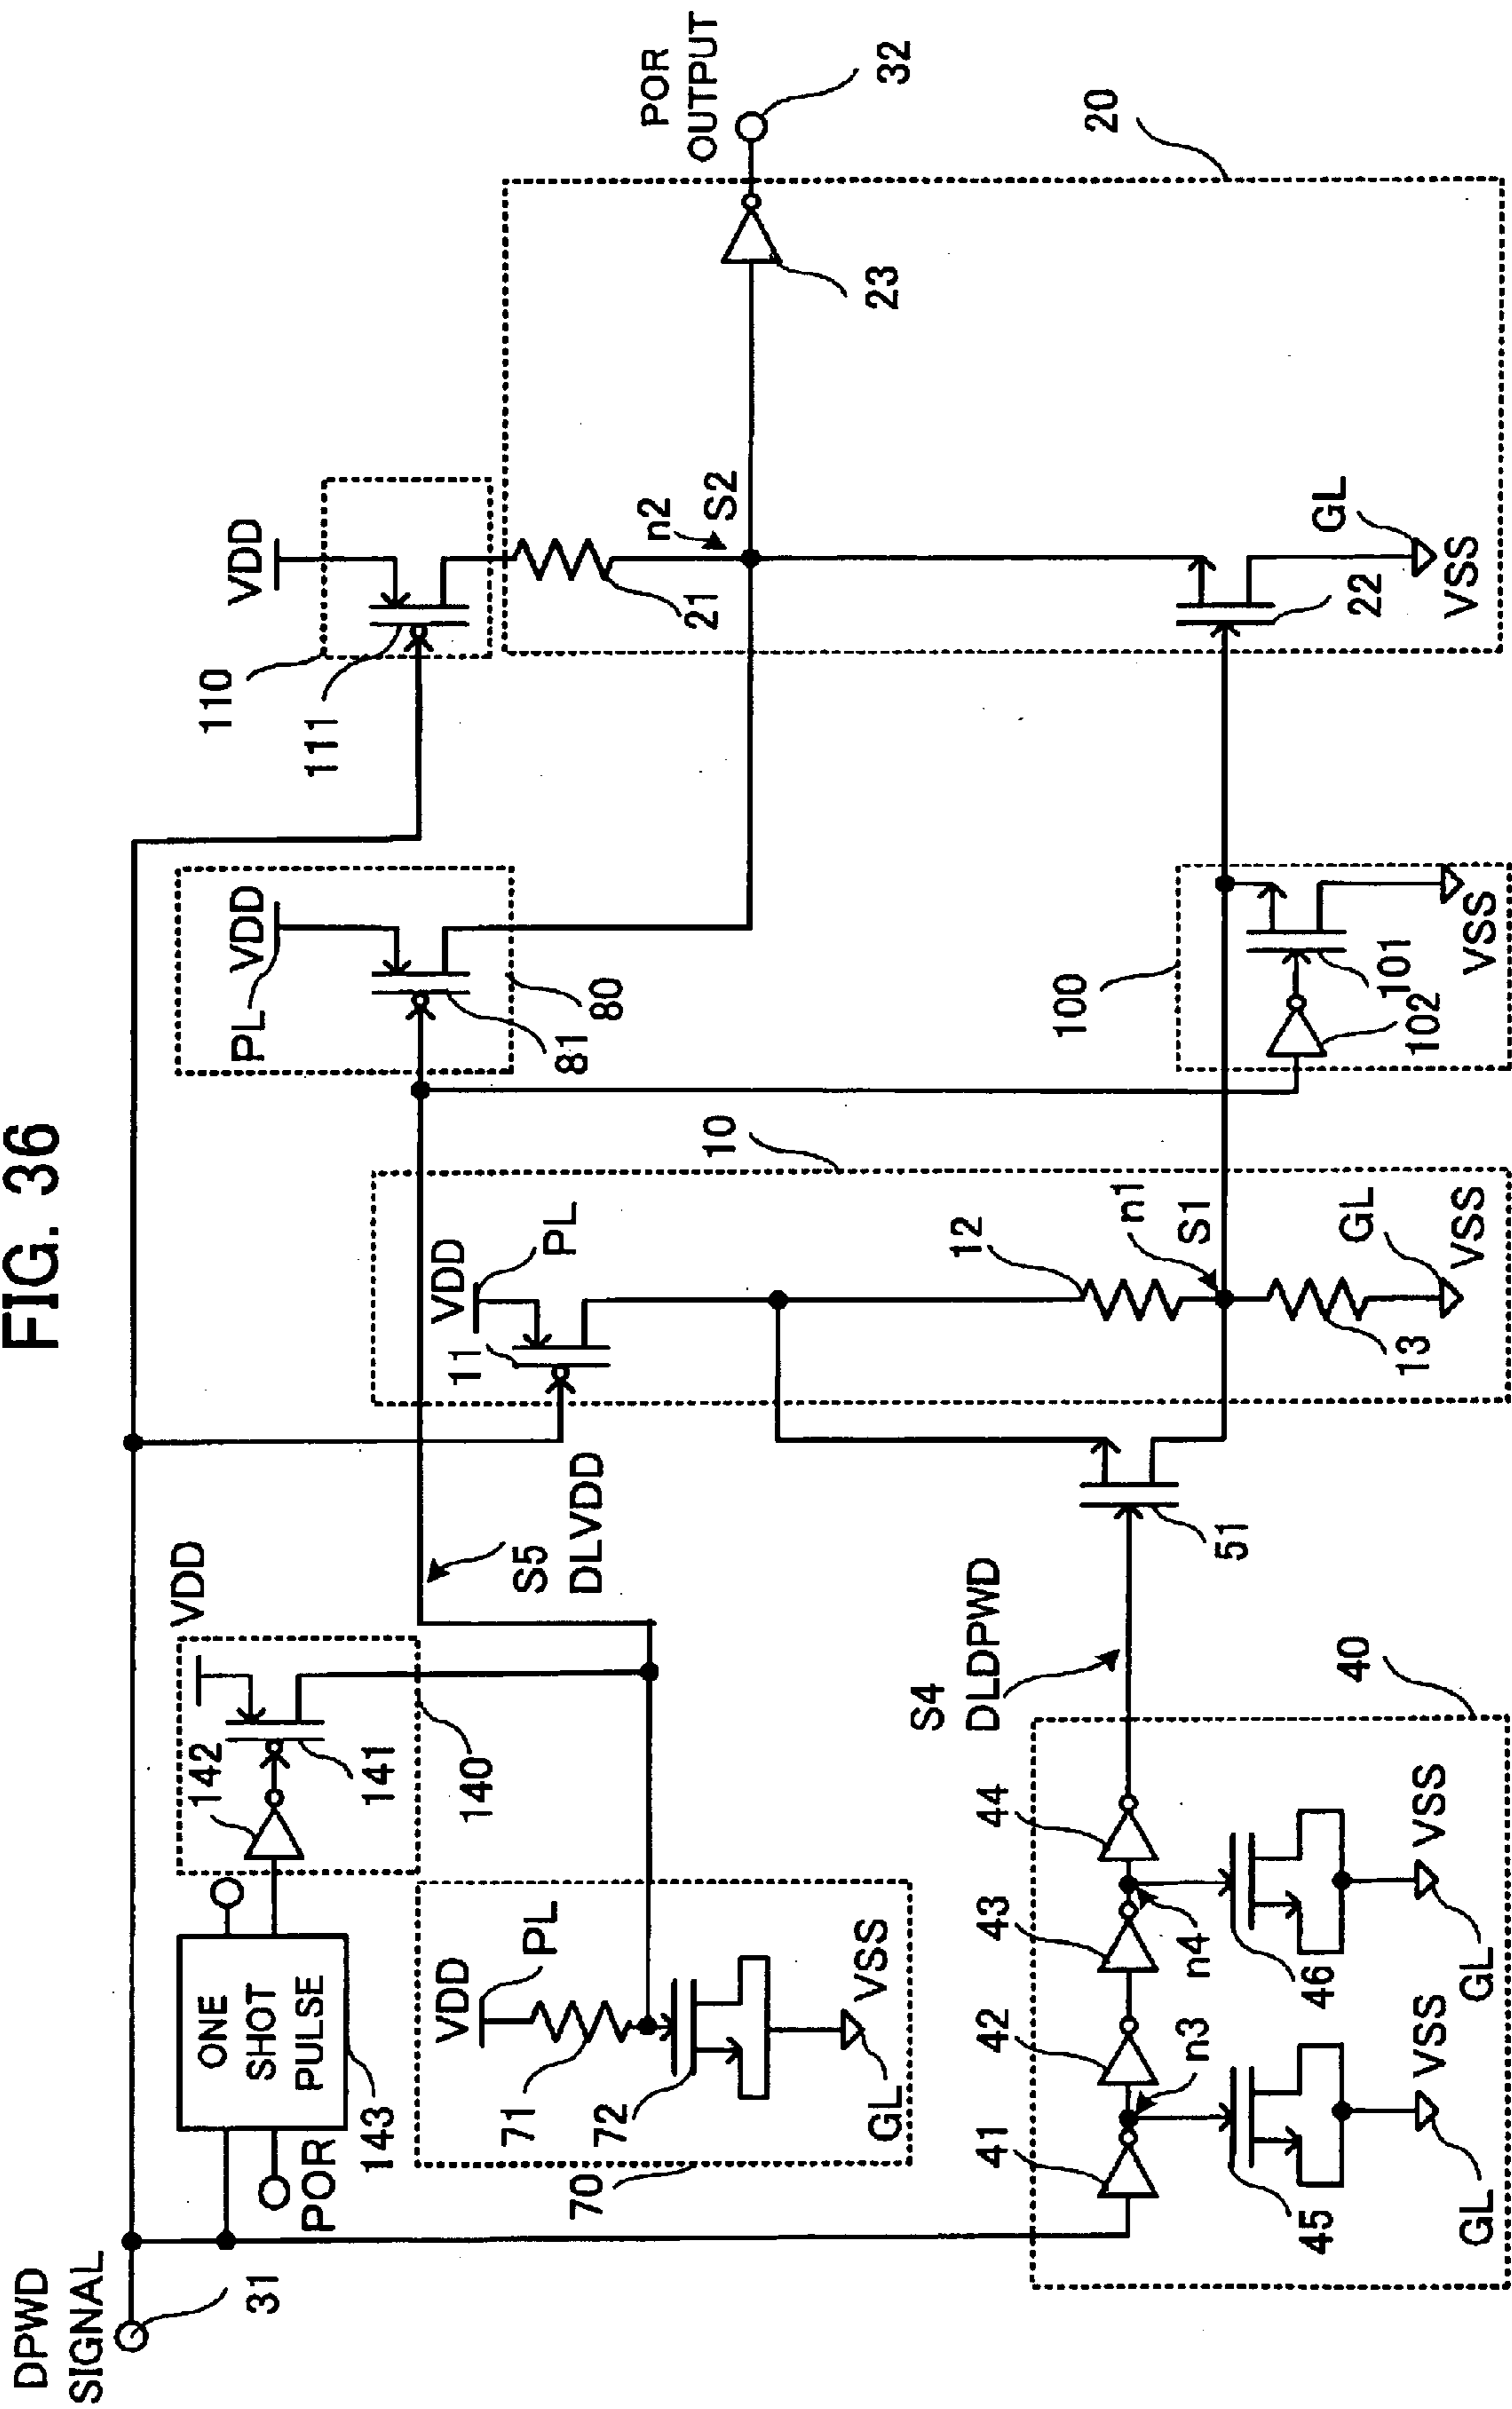 FIG. 36
DPWD
SIGNAL
31
ONE
SHOT
PULSE
POR
143
142
141
140
VDD
VDD
PL
71
72
70
GL
VSS
S5
DLVDD
41
42
43
44
n3
n4
45
46
GL
VSS
GL
VSS
40
S4
DLDPWD
51
VDD
PL
11
10
12
n1
S1
13
GL
VSS
PL
VDD
81
80
100
101
102
VSS
110
111
VDD
21
n2
S2
22
GL
VSS
23
20
POR
OUTPUT
32